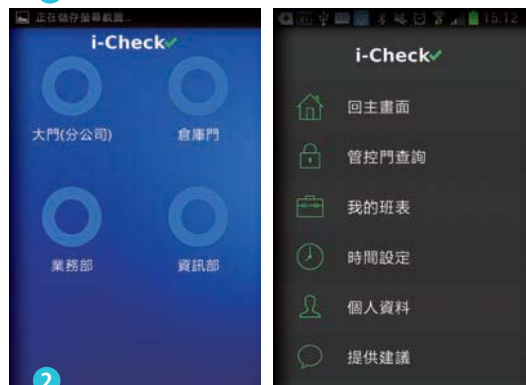 正在儲存螢幕截圖...
i-Check
大門(分公司)
倉庫門
業務部
資訊部
2
15:12
i-Check
回主畫面
管控門查詢
我的班表
時間設定
個人資料
提供建議